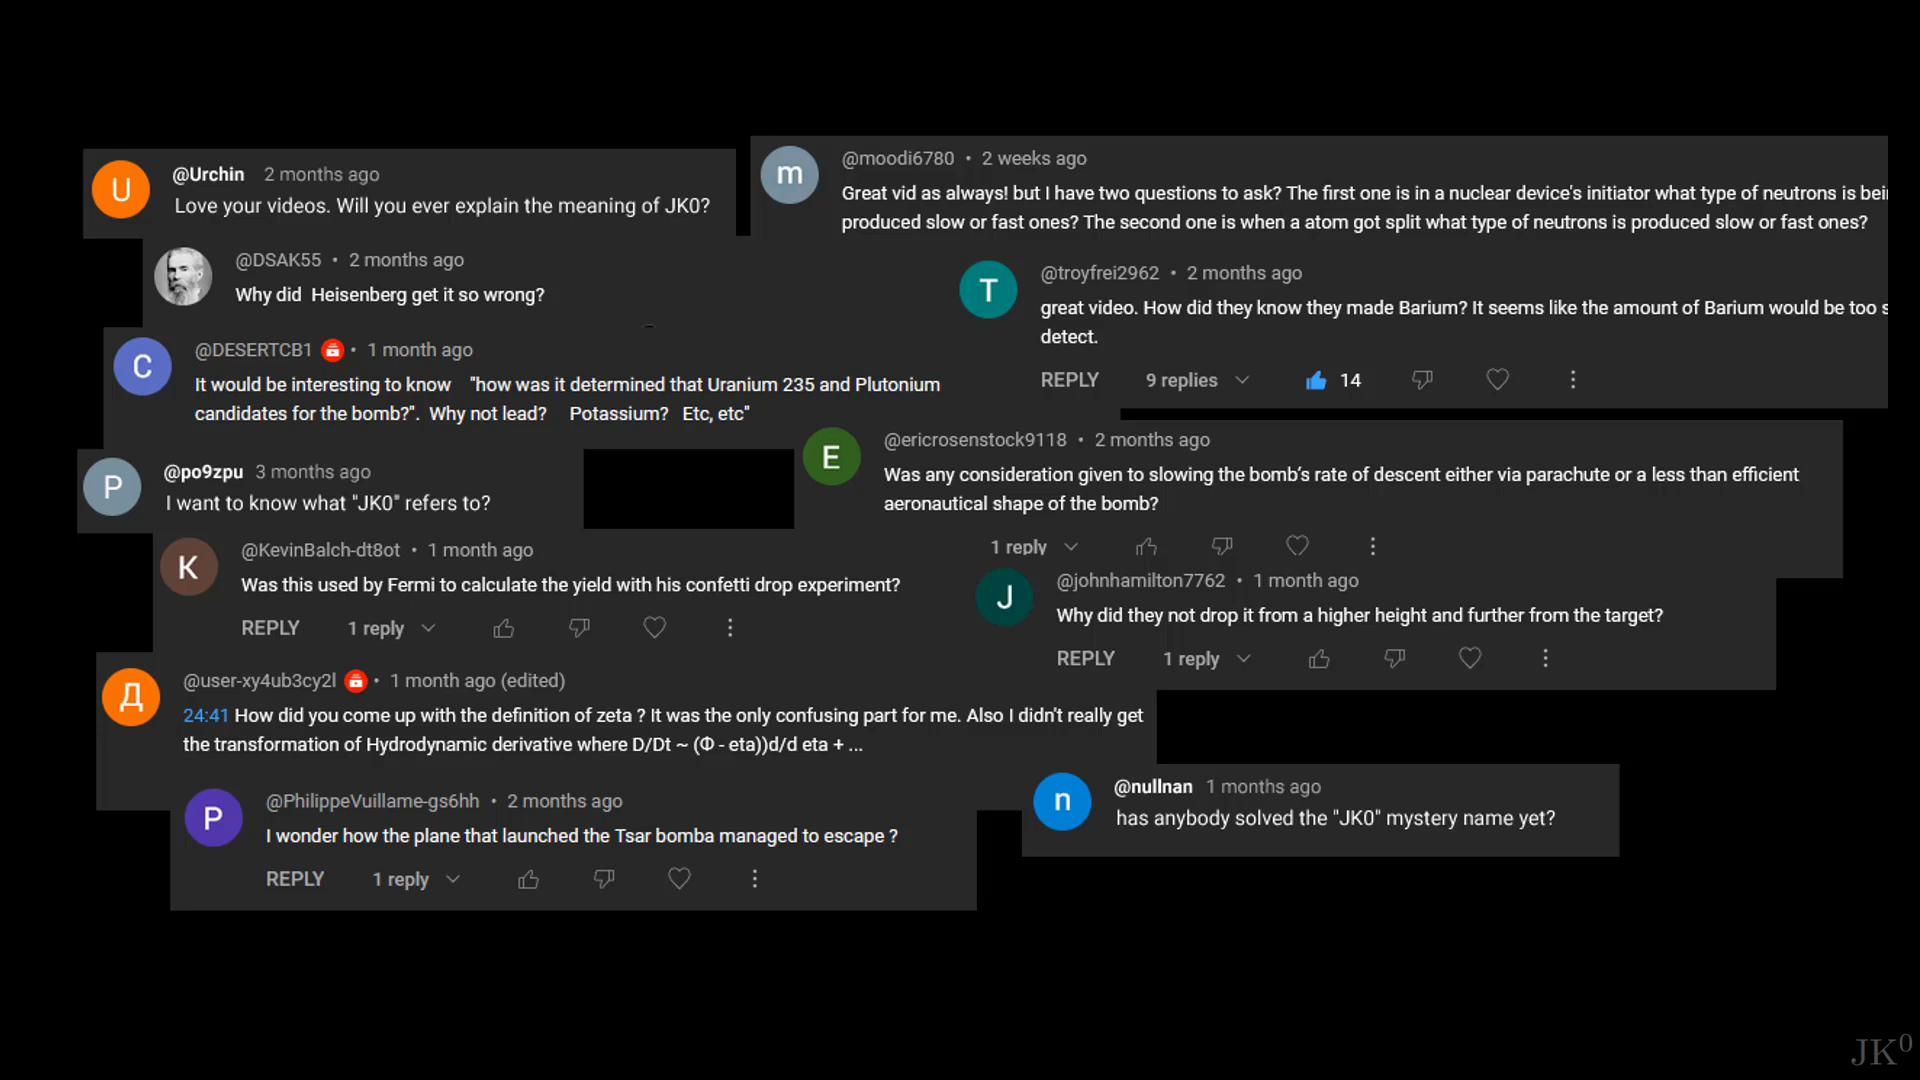 U
@Urchin 2 months ago
Love your videos. Will you ever explain the meaning of JK0?
m
@moodi6780 • 2 weeks ago
Great vid as always! but I have two questions to ask? The first one is in a nuclear device's initiator what type of neutrons is bei
produced slow or fast ones? The second one is when a atom got split what type of neutrons is produced slow or fast ones?
@DSAK55 • 2 months ago
Why did Heisenberg get it so wrong?
T
@troyfrei2962 • 2 months ago
great video. How did they know they made Barium? It seems like the amount of Barium would be too s
detect.
REPLY 9 replies 14
C
@DESERTCB1 • 1 month ago
It would be interesting to know "how was it determined that Uranium 235 and Plutonium
candidates for the bomb?". Why not lead? Potassium? Etc, etc"
E
@ericrosenstock9118 • 2 months ago
Was any consideration given to slowing the bomb's rate of descent either via parachute or a less than efficient
aeronautical shape of the bomb?
1 reply
P
@po9zpu 3 months ago
I want to know what "JK0" refers to?
K
@KevinBalch-dt8ot • 1 month ago
Was this used by Fermi to calculate the yield with his confetti drop experiment?
REPLY 1 reply
J
@johnhamilton7762 • 1 month ago
Why did they not drop it from a higher height and further from the target?
REPLY 1 reply
Д
@user-xy4ub3cy2l • 1 month ago (edited)
24:41 How did you come up with the definition of zeta ? It was the only confusing part for me. Also I didn't really get
the transformation of Hydrodynamic derivative where D/Dt ~ (Φ - eta))d/d eta + ...
P
@PhilippeVuillame-gs6hh • 2 months ago
I wonder how the plane that launched the Tsar bomba managed to escape ?
REPLY 1 reply
n
@nullnan 1 months ago
has anybody solved the "JK0" mystery name yet?
JK⁰